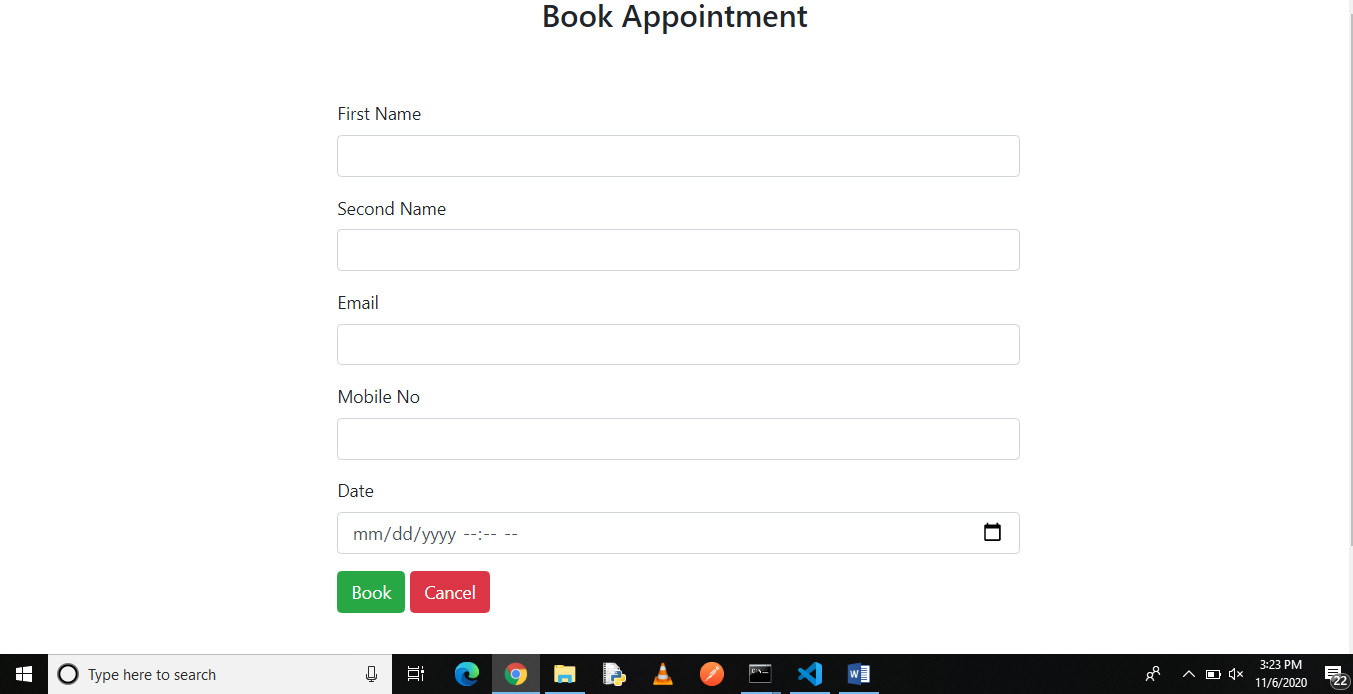 Book Appointment
First Name
Second Name
Email
Mobile No
Date
mm/dd/yyyy --:-- --
Book Cancel
Type here to search
3:23 PM
11/6/2020
22